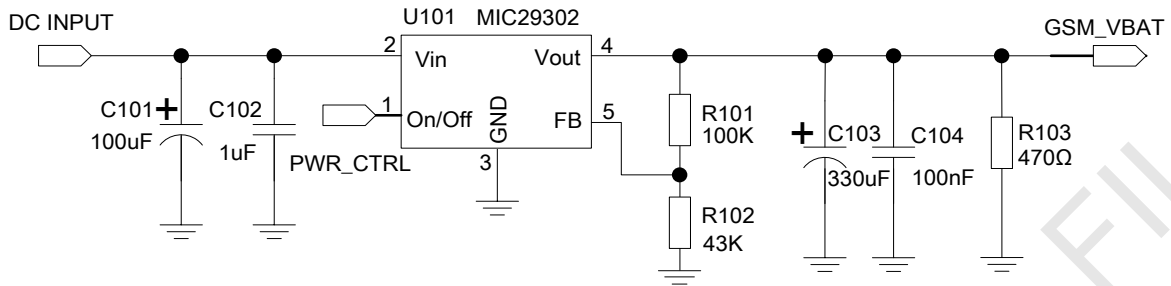 DC INPUT
U101 MIC29302
GSM_VBAT
2
4
Vin
Vout
C101
+
C102
100uF
1uF
1
On/Off
GND
FB
5
R101
100K
+
C103
C104
R103
470Ω
PWR_CTRL
3
330uF
100nF
R102
43K